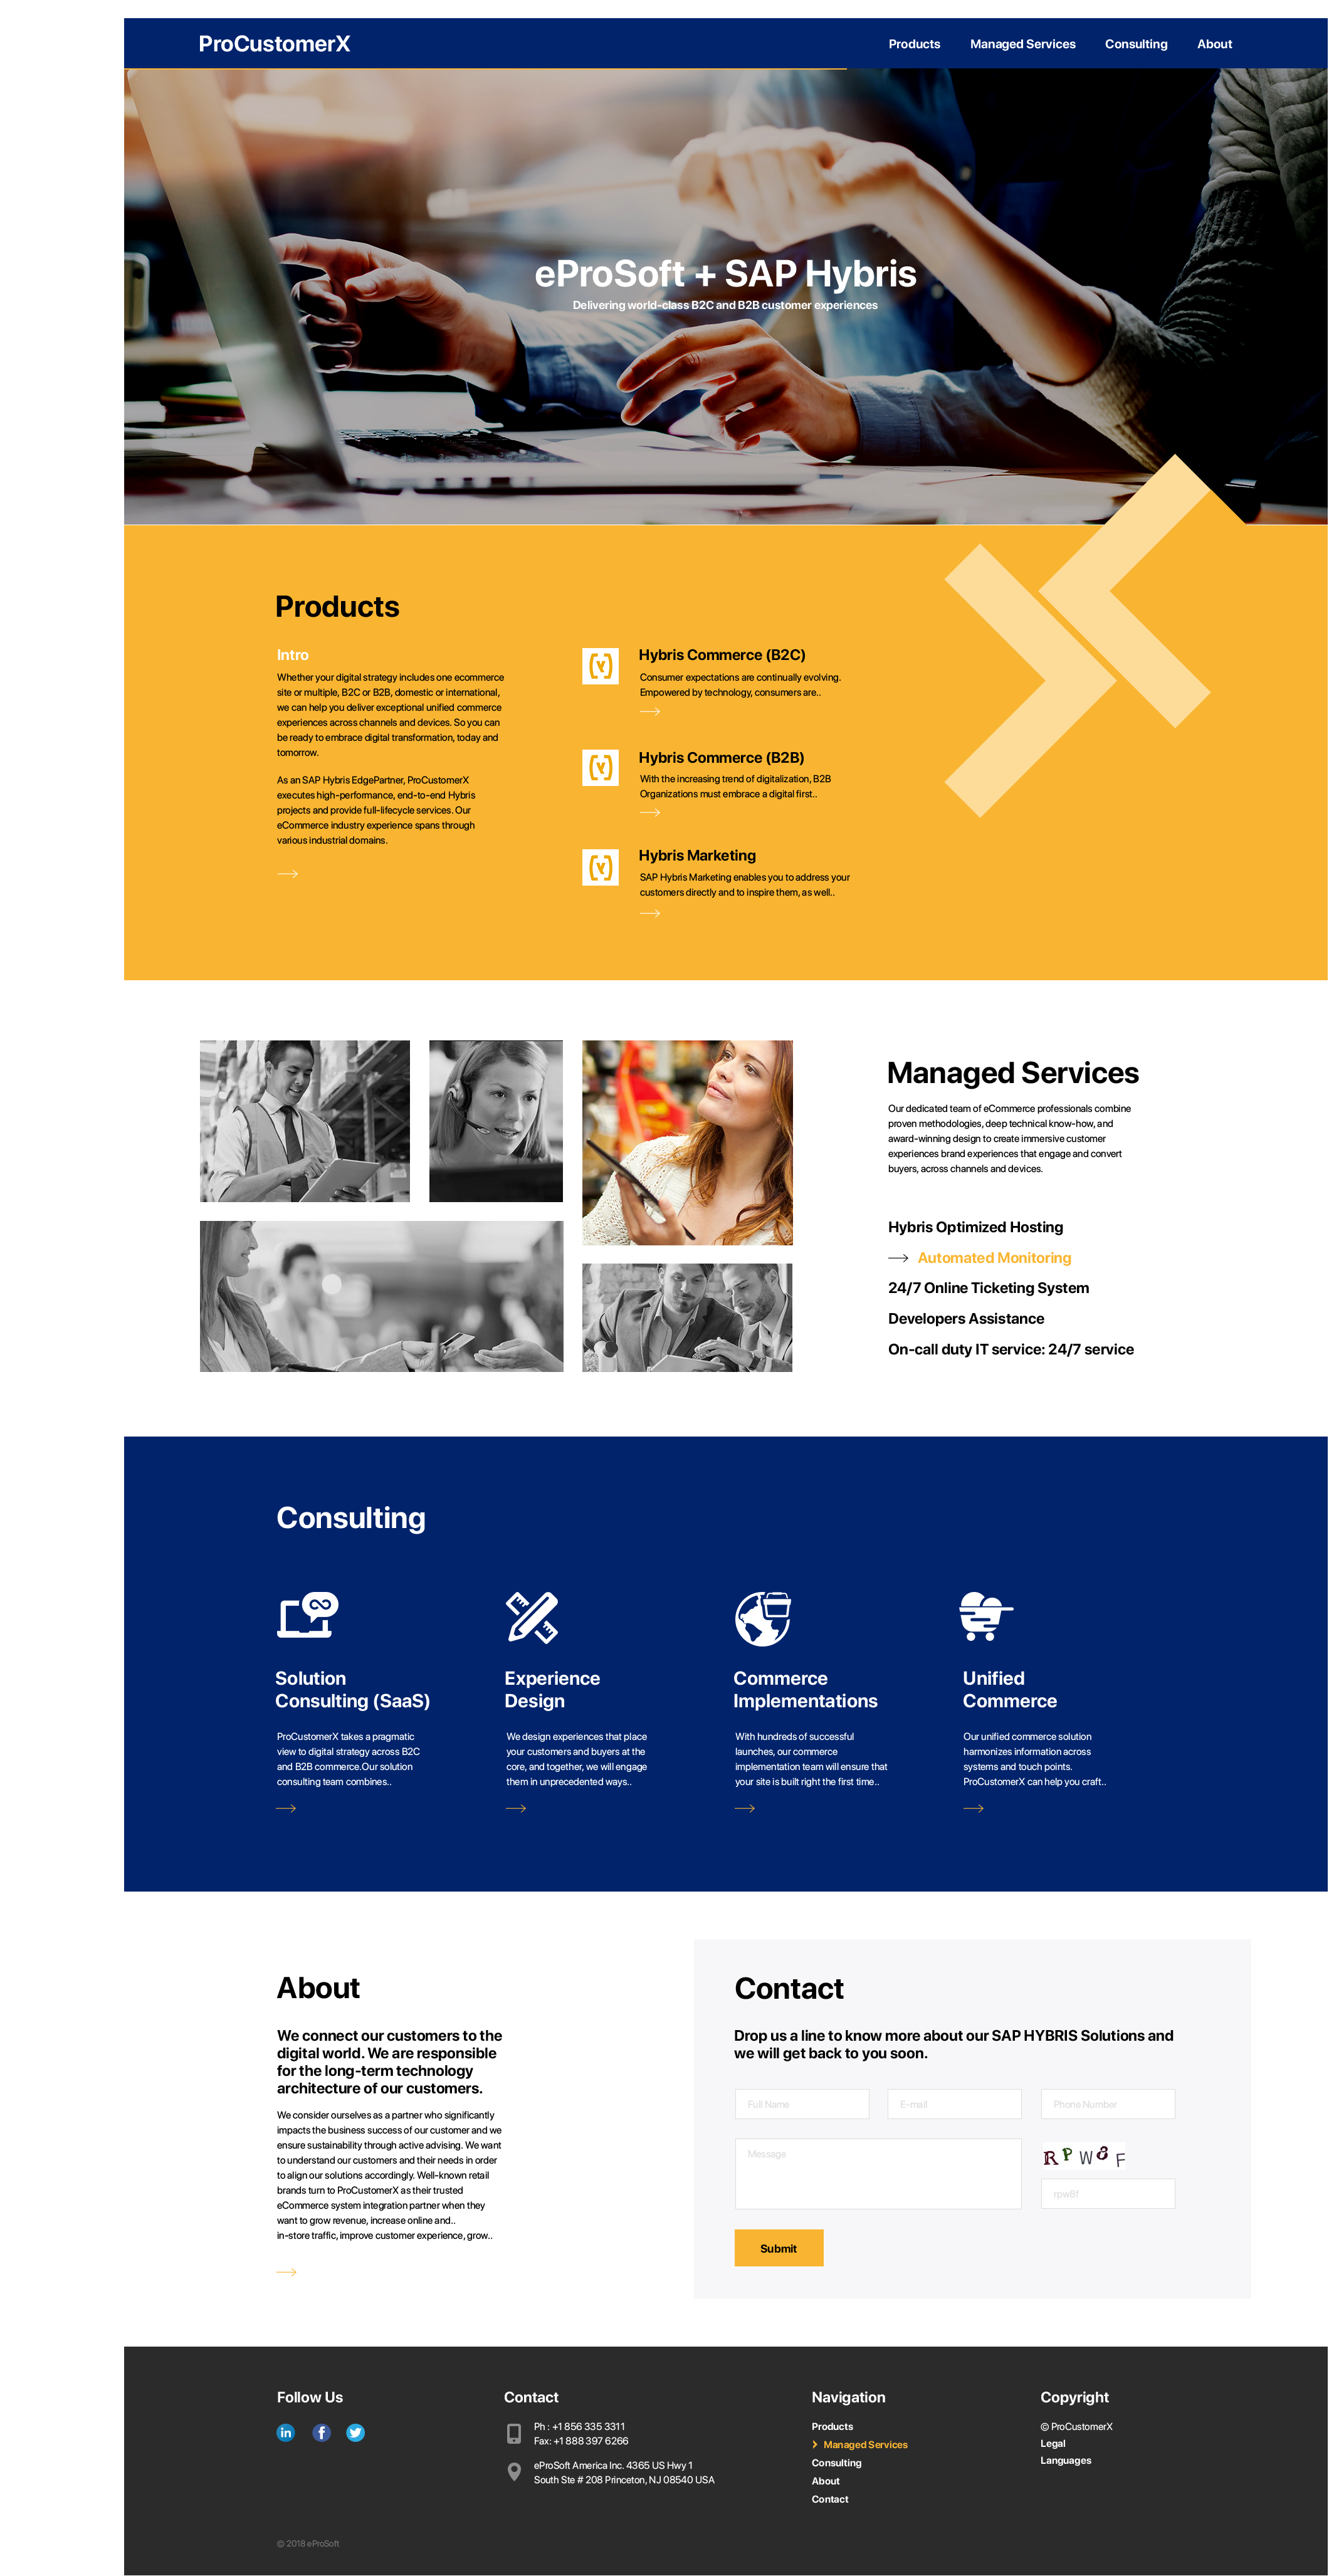 ProCustomerX
Products Managed Services Consulting About
eProSoft + SAP Hybris
Delivering world-class B2C and B2B customer experiences
Products
Intro
Whether your digital strategy includes one ecommerce
site or multiple, B2C or B2B, domestic or international,
we can help you deliver exceptional unified commerce
experiences across channels and devices. So you can
be ready to embrace digital transformation, today and
tomorrow.
As an SAP Hybris EdgePartner, ProCustomerX
executes high-performance, end-to-end Hybris
projects and provide full-lifecycle services. Our
eCommerce industry experience spans through
various industrial domains.
Hybris Commerce (B2C)
Consumer expectations are continually evolving.
Empowered by technology, consumers are..
Hybris Commerce (B2B)
With the increasing trend of digitalization, B2B
Organizations must embrace a digital first..
Hybris Marketing
SAP Hybris Marketing enables you to address your
customers directly and to inspire them, as well..
Managed Services
Our dedicated team of eCommerce professionals combine
proven methodologies, deep technical know-how, and
award-winning design to create immersive customer
experiences brand experiences that engage and convert
buyers, across channels and devices.
Hybris Optimized Hosting
Automated Monitoring
24/7 Online Ticketing System
Developers Assistance
On-call duty IT service: 24/7 service
Consulting
Solution
Consulting (SaaS)
ProCustomerX takes a pragmatic
view to digital strategy across B2C
and B2B commerce.Our solution
consulting team combines..
Experience
Design
We design experiences that place
your customers and buyers at the
core, and together, we will engage
them in unprecedented ways..
Commerce
Implementations
With hundreds of successful
launches, our commerce
implementation team will ensure that
your site is built right the first time..
Unified
Commerce
Our unified commerce solution
harmonizes information across
systems and touch points.
ProCustomerX can help you craft..
About
We connect our customers to the
digital world. We are responsible
for the long-term technology
architecture of our customers.
We consider ourselves as a partner who significantly
impacts the business success of our customer and we
ensure sustainability through active advising. We want
to understand our customers and their needs in order
to align our solutions accordingly. Well-known retail
brands turn to ProCustomerX as their trusted
eCommerce system integration partner when they
want to grow revenue, increase online and..
in-store traffic, improve customer experience, grow..
Contact
Drop us a line to know more about our SAP HYBRIS Solutions and
we will get back to you soon.
Full Name
E-mail
Phone Number
Message
R P W 8 F
rpw8f
Submit
Follow Us
in f
Contact
Ph : +1 856 335 3311
Fax: +1 888 397 6266
eProSoft America Inc. 4365 US Hwy 1
South Ste # 208 Princeton, NJ 08540 USA
Navigation
Products
Managed Services
Consulting
About
Contact
Copyright
© ProCustomerX
Legal
Languages
© 2018 eProSoft